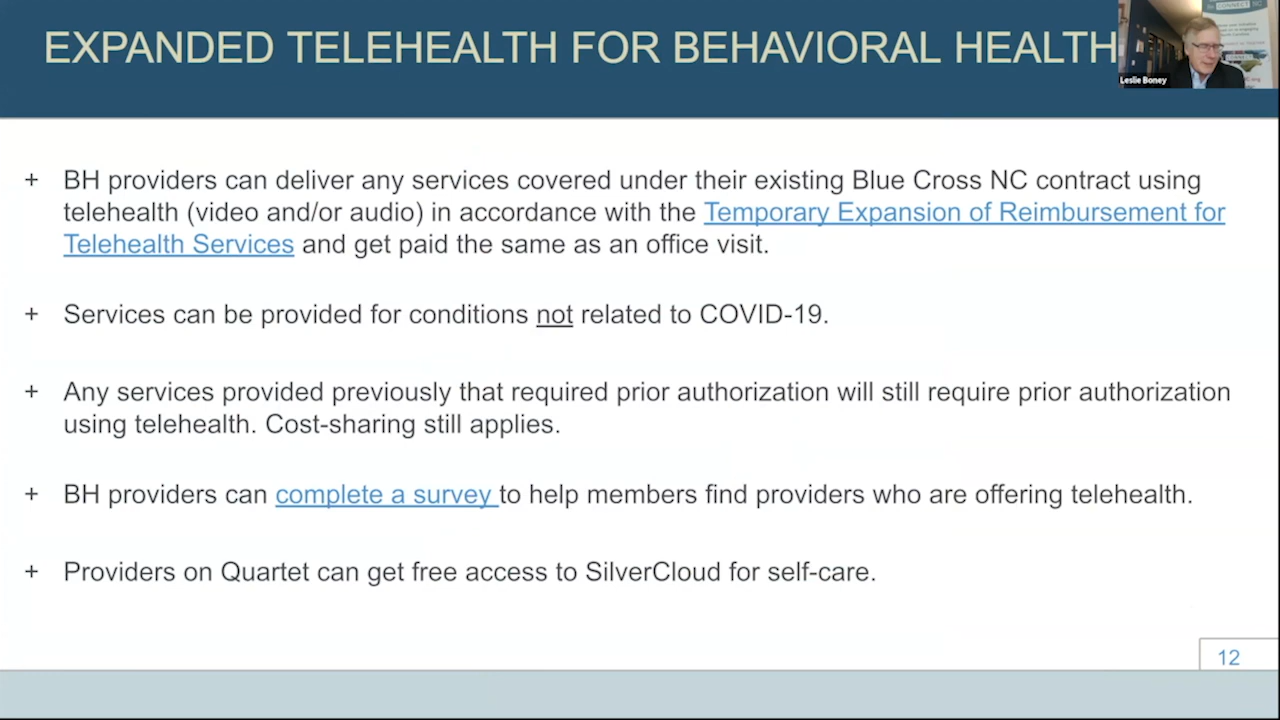 EXPANDED TELEHEALTH FOR BEHAVIORAL HEALTH
CONNECT NC
Leslie Boney
+ BH providers can deliver any services covered under their existing Blue Cross NC contract using
telehealth (video and/or audio) in accordance with the Temporary Expansion of Reimbursement for
Telehealth Services and get paid the same as an office visit.
+ Services can be provided for conditions not related to COVID-19.
+ Any services provided previously that required prior authorization will still require prior authorization
using telehealth. Cost-sharing still applies.
+ BH providers can complete a survey to help members find providers who are offering telehealth.
+ Providers on Quartet can get free access to SilverCloud for self-care.
12